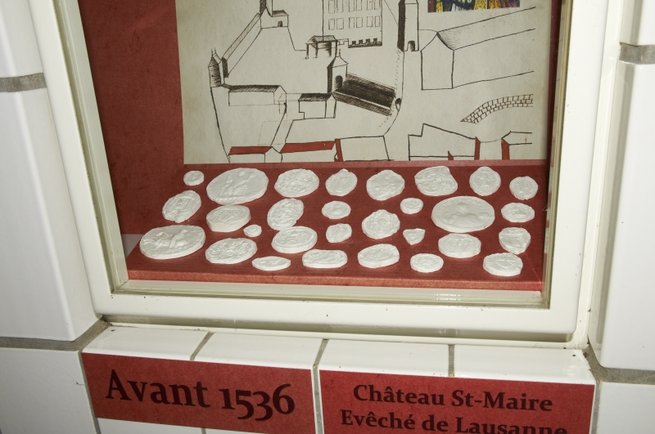 Avant 1536
Château St-Maire
Evêché de Lausanne